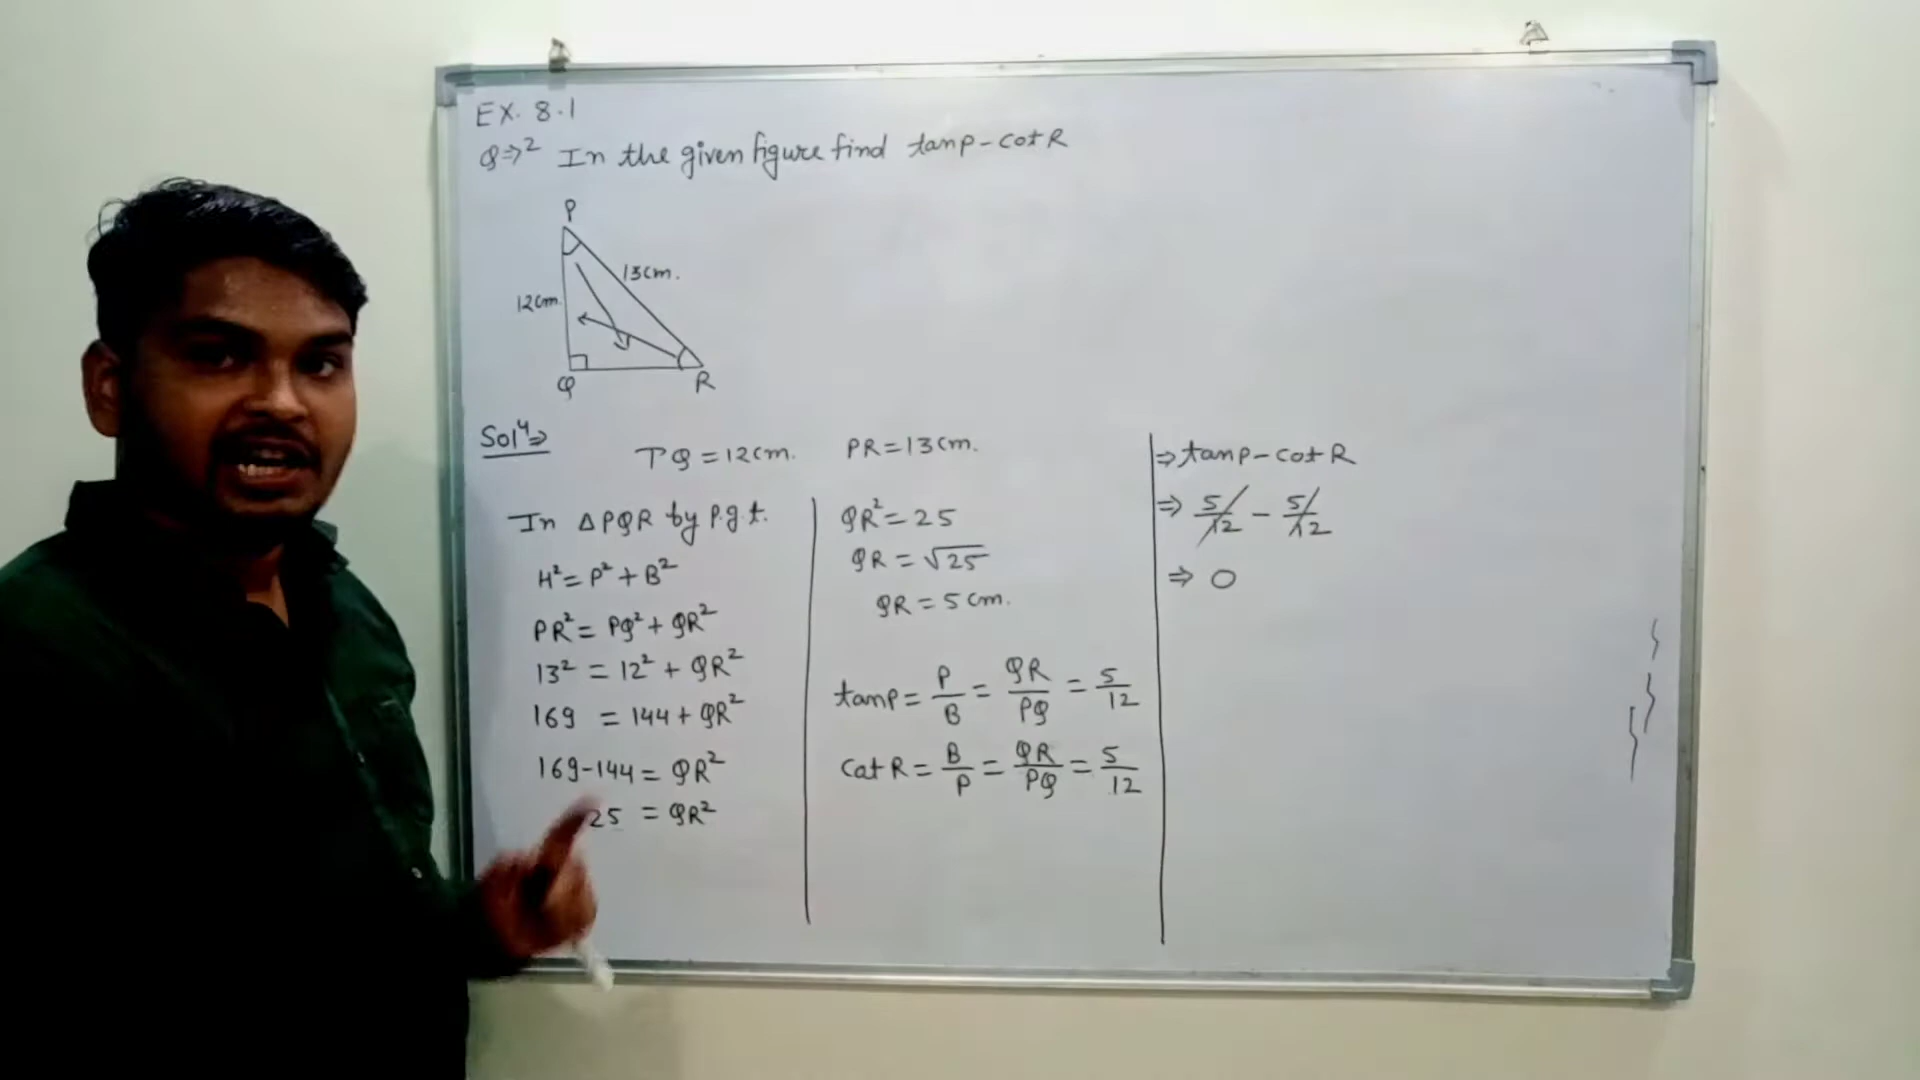 EX. 8.1
Q⇒2 In the given figure find tanP-cotR
P
13cm.
12cm.
Q
R
Solⁿ⇒
PQ=12cm. PR=13cm.
In △PQR by P.g.t.
H²=P²+B²
PR²=PQ²+QR²
13²=12²+QR²
169=144+QR²
169-144=QR²
25=QR²
QR²=25
QR=√25
QR=5cm.
tanP=P/B=QR/PQ=5/12
CotR=B/P=QR/PQ=5/12
⇒tanP-cotR
⇒5/12-5/12
⇒0